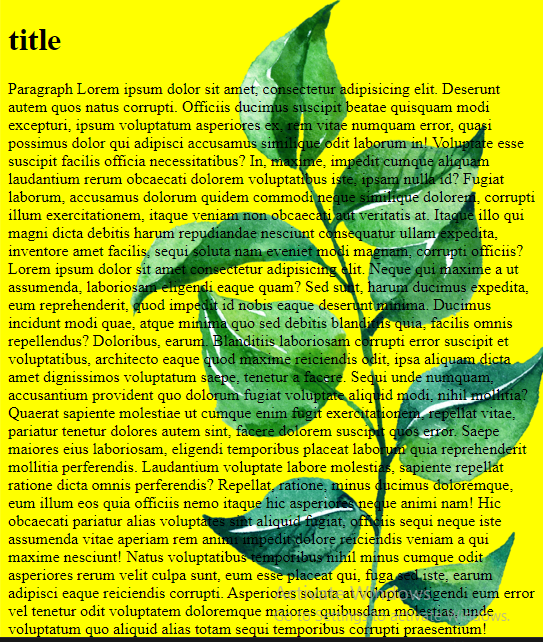 title
Paragraph Lorem ipsum dolor sit amet, consectetur adipisicing elit. Deserunt
autem quos natus corrupti. Officiis ducimus suscipit beatae quisquam modi
excepturi, ipsum voluptatum asperiores ex, rem vitae numquam error, quasi
possimus dolor qui adipisci accusamus similique odit laborum in! Voluptate esse
suscipit facilis officia necessitatibus? In, maxime, impedit cumque aliquam
laudantium rerum obcaecati dolorem voluptatibus iste, ipsam nulla id? Fugiat
laborum, accusamus dolorum quidem commodi neque similique dolorem, corporis
illum exercitationem, itaque veniam non obcaecati aut veritatis at. Itaque illo qui
magni dicta debitis harum repudiandae nesciunt consequatur ullam expedita,
inventore amet facilis, sequi soluta nam eveniet modi magnam, corrupti officiis?
Lorem ipsum dolor sit amet consectetur adipisicing elit. Neque qui maxime a ut
assumenda, laboriosam eligendi eaque quam? Sed sunt, harum ducimus expedita,
eum reprehenderit, quod impedit id nobis eaque deserunt minima. Ducimus
incidunt modi quae, atque minima quo sed debitis blanditiis quia, facilis omnis
repellendus? Doloribus, earum. Blanditiis laboriosam corrupti error suscipit et
voluptatibus, architecto eaque quod maxime reiciendis odit, ipsa aliquam dicta
amet dignissimos voluptatum saepe, tenetur a facere. Sequi unde numquam,
accusantium provident quo dolorum fugiat voluptate aliquid modi, nihil mollitia?
Quaerat sapiente molestiae ut cumque enim fugit exercitationem, repellat vitae,
pariatur tenetur dolores autem sint, facere dolorem suscipit quos error. Saepe
maiores eius laboriosam, eligendi temporibus placeat laborum quia reprehenderit
mollitia perferendis. Laudantium voluptate labore molestias, sapiente repellat
ratione dicta omnis perferendis? Repellat, ratione, minus ducimus doloremque,
eum illum eos quia officiis nemo itaque hic asperiores neque animi nam! Hic
obcaecati pariatur alias voluptates sint aliquid fugiat, officiis sequi neque iste
assumenda vitae aperiam rem animi impedit dolore reiciendis totam ullam a qui
maxime nesciunt! Natus voluptatibus temporibus nihil minus cumque odit
asperiores rerum velit culpa sunt, eum esse placeat qui, fuga sed iste, earum
adipisci eaque reiciendis corrupti. Asperiores soluta at voluptas eligendi eum error
vel tenetur odit voluptatem doloremque maiores quibusdam molestias, unde
voluptatum quo aliquid alias totam sequi temporibus corrupti praesentium!
Activate Windows
Go to Settings to activate Windows.